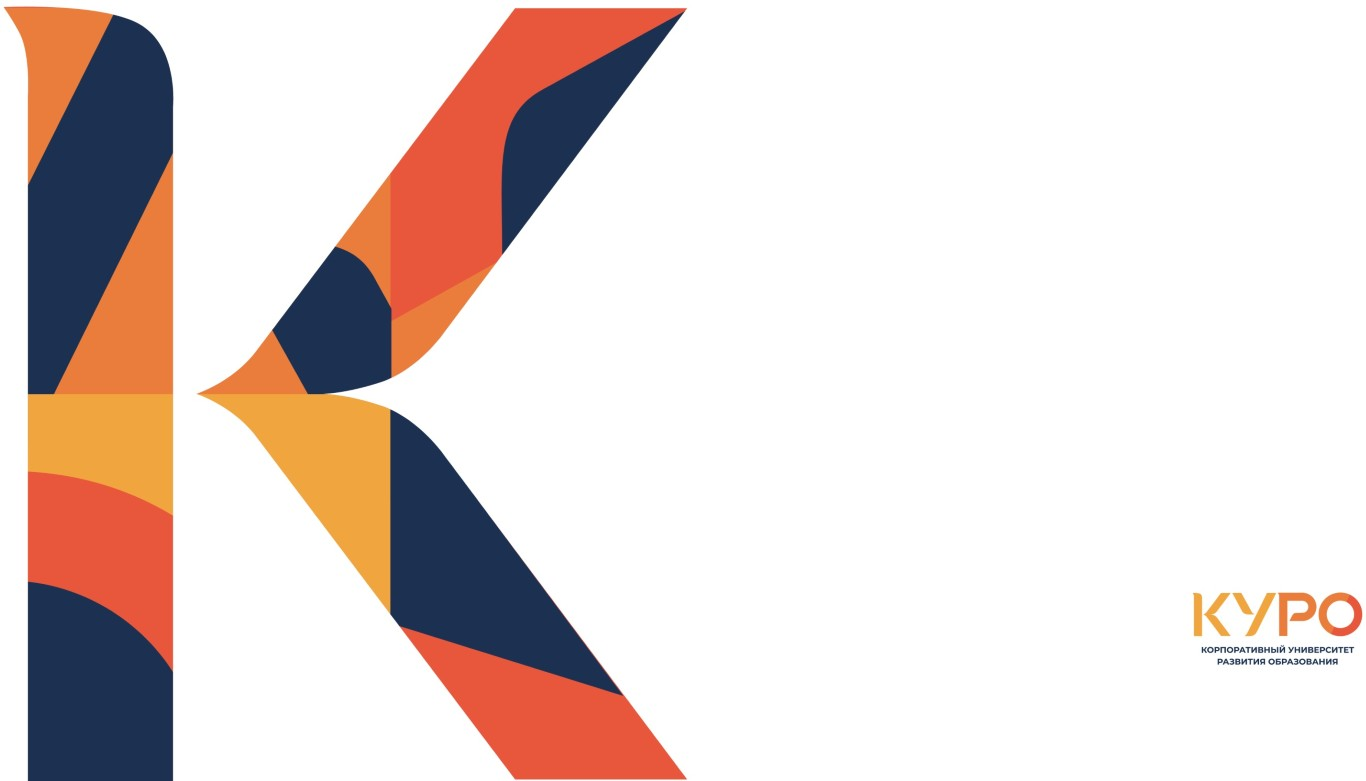 К
КУРО
КОРПОРАТИВНЫЙ УНИВЕРСИТЕТ
РАЗВИТИЯ ОБРАЗОВАНИЯ